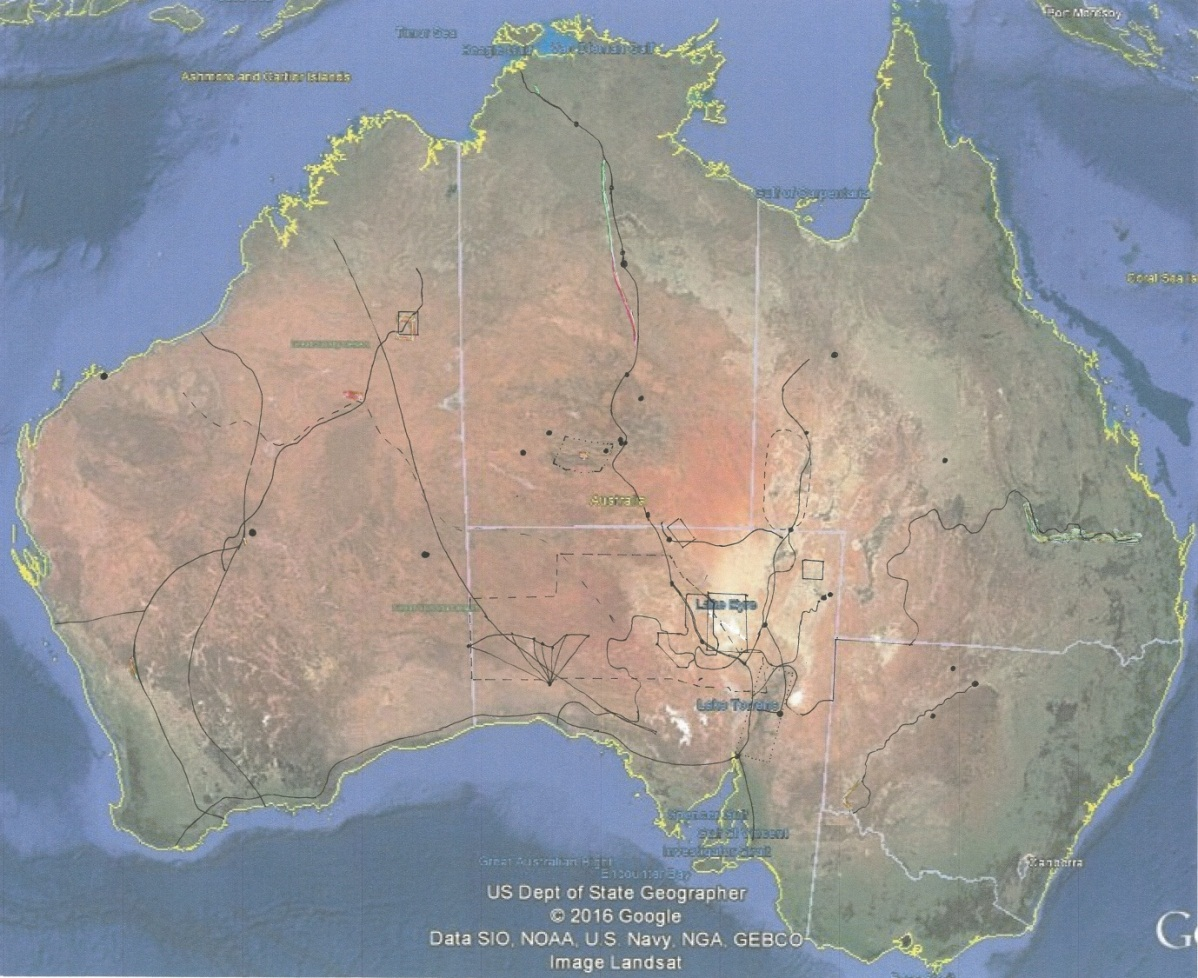 Port Moresby
Timor Sea
Ashmore and Cartier Islands
Gulf of Carpentaria
Coral Sea Is
Australia
Lake Eyre
Lake Torrens
Spencer Gulf
Gulf St Vincent
Investigator Strait
Canberra
Great Australian Bight
Encounter Bay
US Dept of State Geographer
© 2016 Google
Data SIO, NOAA, U.S. Navy, NGA, GEBCO
Image Landsat
Go